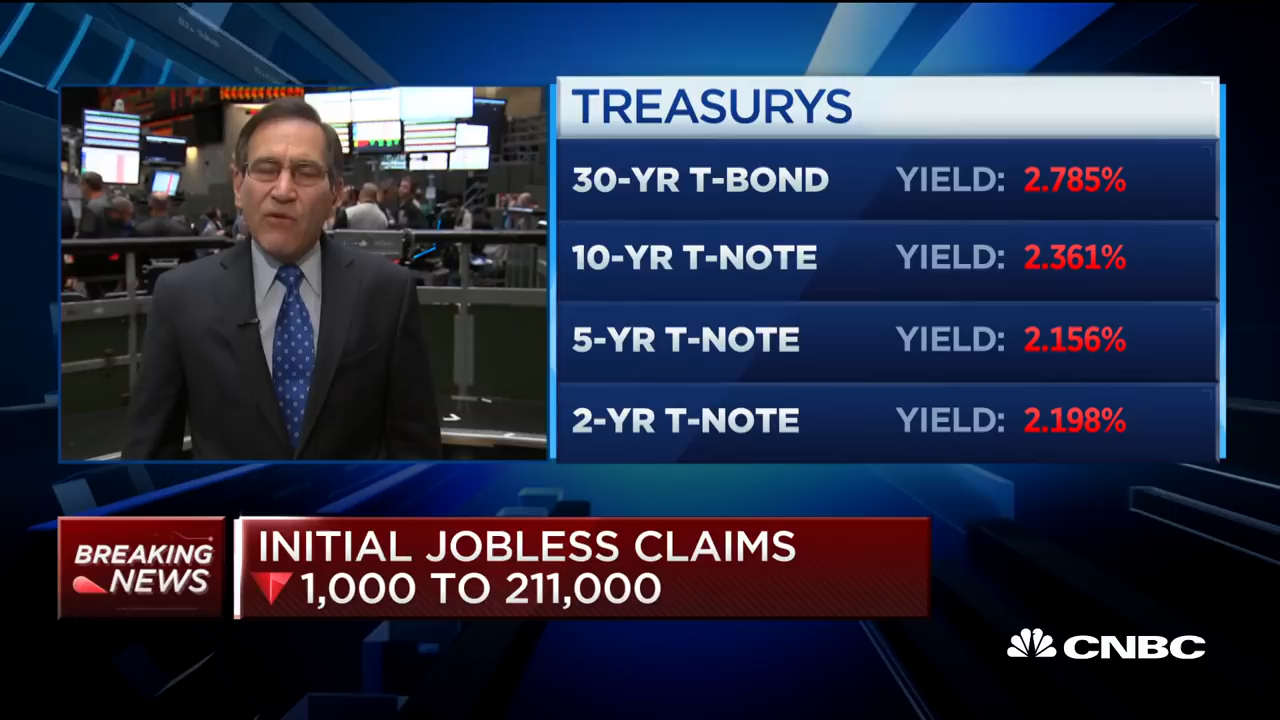 TREASURYS
30-YR T-BOND YIELD: 2.785%
10-YR T-NOTE YIELD: 2.361%
5-YR T-NOTE YIELD: 2.156%
2-YR T-NOTE YIELD: 2.198%
BREAKING
NEWS
INITIAL JOBLESS CLAIMS
▼1,000 TO 211,000
CNBC